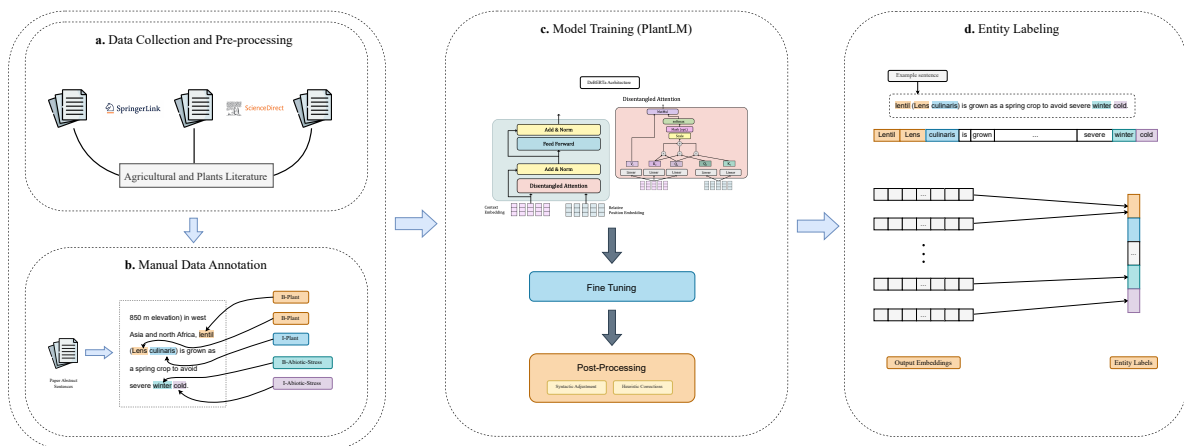 a. Data Collection and Pre-processing
SpringerLink
ScienceDirect
Agricultural and Plants Literature
b. Manual Data Annotation
Paper Abstract
Sentences
850 m elevation) in west
Asia and north Africa, lentil
(Lens culinaris) is grown as
a spring crop to avoid
severe winter cold.
B-Plant
B-Plant
I-Plant
B-Abiotic-Stress
I-Abiotic-Stress
c. Model Training (PlantLM)
DeBERTa Architecture
Disentangled Attention
Add & Norm
Feed Forward
Add & Norm
Disentangled Attention
Context
Embedding
Relative
Position Embedding
MatMul
softmax
Mask (opt.)
Scale
Linear
Linear
Linear
Linear
Linear
Fine Tuning
Post-Processing
Syntactic Adjustment
Heuristic Corrections
d. Entity Labeling
Example sentence
lentil (Lens culinaris) is grown as a spring crop to avoid severe winter cold.
Lentil Lens culinaris is grown ... severe winter cold
...
...
...
...
...
Output Embeddings
Entity Labels